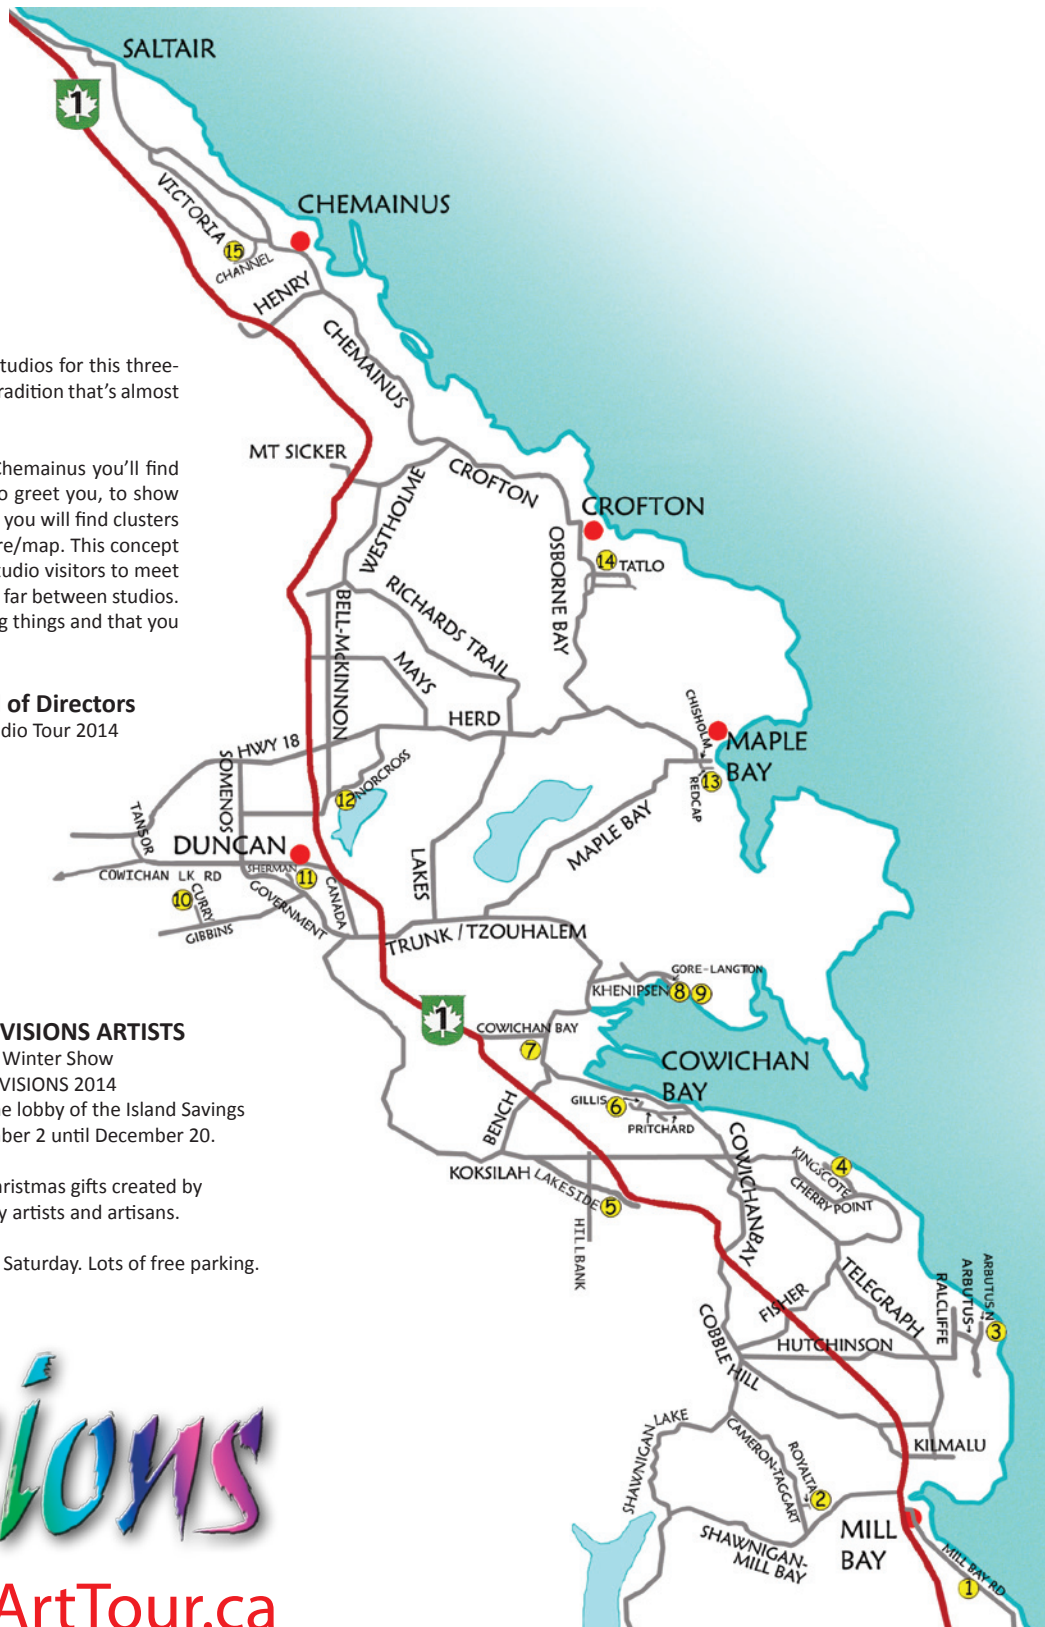 SALTAIR
1
CHEMAINUS
VICTORIA
15
CHANNEL
HENRY
CHEMAINUS
tudios for this three-
radition that's almost
Chemainus you'll find
o greet you, to show
you will find clusters
re/map. This concept
tudio visitors to meet
far between studios.
g things and that you
of Directors
dio Tour 2014
MT SICKER
WESTHOLME
CROFTON
CROFTON
14
TATLO
OSBORNE BAY
BELL-McKINNON
RICHARDS TRAIL
MAYS
HERD
CHISHOLM
MAPLE
BAY
13
REDCAP
HWY 18
SOMENOS
12
NORCROSS
TANSOR
DUNCAN
MAPLE BAY
LAKES
COWICHAN LK RD
SHERMAN
11
CANADA
10
CURRY
GOVERNMENT
GIBBINS
TRUNK / TZOUHALEM
GORE-LANGTON
KHENIPSEN
8
9
1
COWICHAN BAY
7
COWICHAN
BAY
VISIONS ARTISTS
Winter Show
VISIONS 2014
ne lobby of the Island Savings
ber 2 until December 20.
hristmas gifts created by
y artists and artisans.
Saturday. Lots of free parking.
GILLIS
6
PRITCHARD
BENCH
COWICHAN BAY
KINGSCOTE
4
CHERRY POINT
KOKSILAH
LAKESIDE
5
HILLBANK
TELEGRAPH
RALCLIFFE
ARBUTUS
ARBUTUS N
3
FISHER
HUTCHINSON
COBBLE HILL
KILMALU
SHAWNIGAN LAKE
CAMERON-TAGGART
ROYALTA
2
SHAWNIGAN-
MILL BAY
MILL
BAY
MILL BAY RD
1
ions
ArtTour.ca